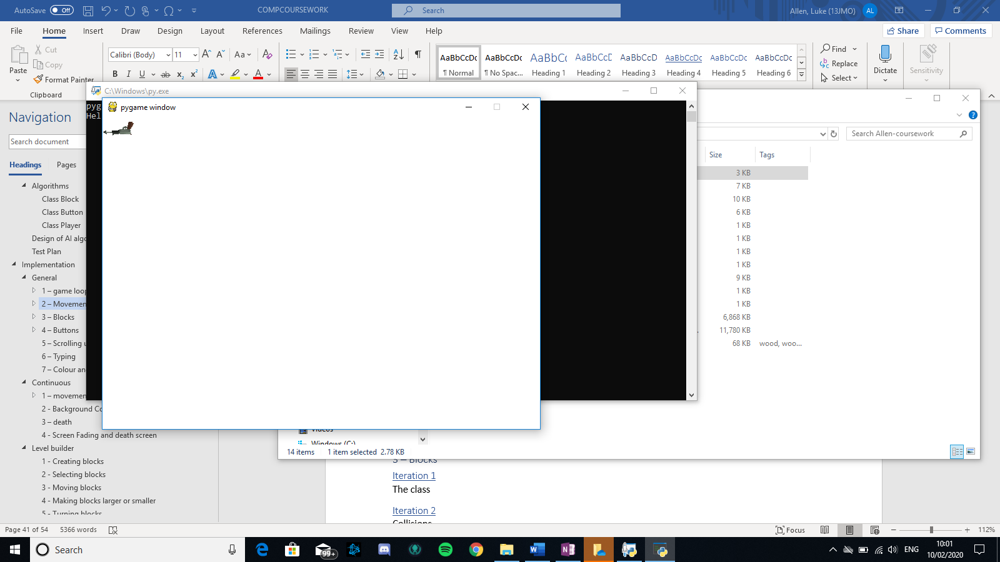 AutoSave Off
COMPCOURSEWORK
Search
Allen, Luke (13JMO) AL
File Home Insert Draw Design Layout References Mailings Review View Help
Share Comments
Paste
Cut
Copy
Format Painter
Clipboard
Calibri (Body) 11
AaBbCcDc ¶ Normal
AaBbCcDc ¶ No Spac...
AaBbCc Heading 1
AaBbCcD Heading 2
AaBbCcD Heading 3
AaBbCcDc Heading 4
AaBbCcDc Heading 5
AaBbCcDc Heading 6
Find
Replace
Select
Dictate
Sensitivity
C:\Windows\py.exe
pyg
Hel
pygame window
Navigation
Search document
Headings Pages
Algorithms
Class Block
Class Button
Class Player
Design of AI algo
Test Plan
Implementation
General
1 – game loop
2 – Movemen
3 – Blocks
4 – Buttons
5 – Scrolling u
6 – Typing
7 – Colour an
Continuous
1 – movemen
2 - Background Co
3 – death
4 - Screen Fading and death screen
Level builder
1 - Creating blocks
2 - Selecting blocks
3 - Moving blocks
4 - Making blocks larger or smaller
5 - Turning blocks
Search Allen-coursework
Size Tags
3 KB
7 KB
10 KB
6 KB
1 KB
1 KB
1 KB
1 KB
9 KB
1 KB
1 KB
6,868 KB
11,780 KB
68 KB wood, woo...
Videos
Windows (C:)
14 items 1 item selected 2.78 KB
3 – Blocks
Iteration 1
The class
Iteration 2
Collisions
Page 41 of 54 5366 words
Focus
112%
Search
99+
ENG
10:01
10/02/2020